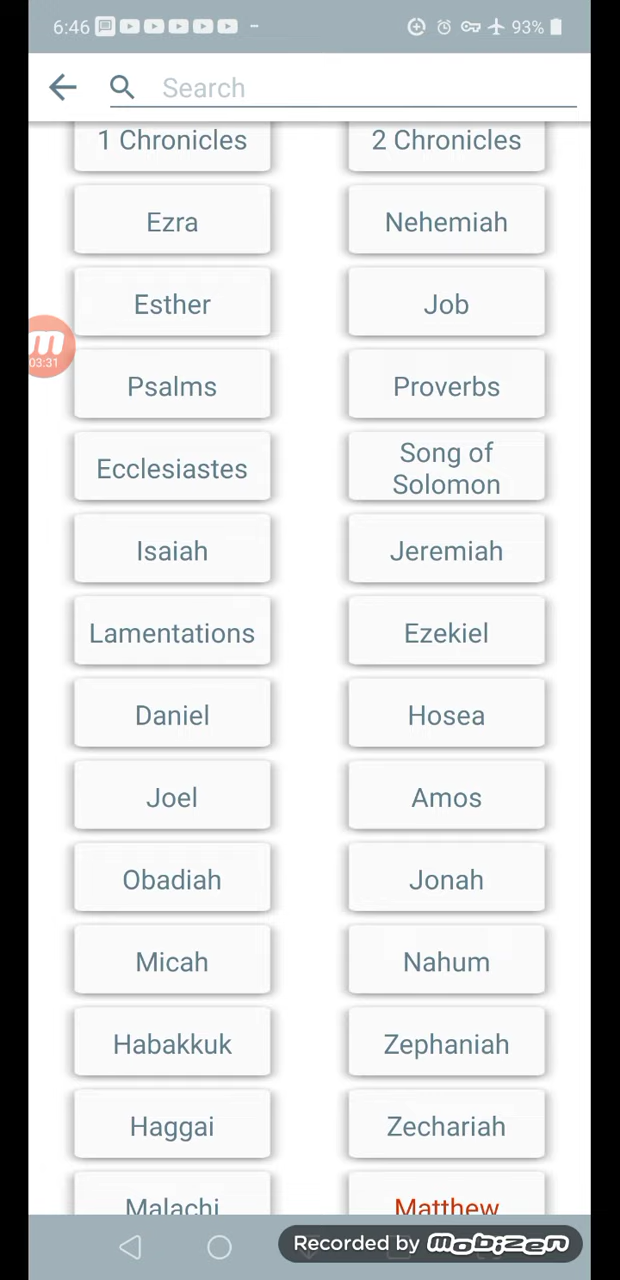 6:46 93%
Search
1 Chronicles 2 Chronicles
Ezra Nehemiah
Esther Job
03:31
Psalms Proverbs
Ecclesiastes Song of
Solomon
Isaiah Jeremiah
Lamentations Ezekiel
Daniel Hosea
Joel Amos
Obadiah Jonah
Micah Nahum
Habakkuk Zephaniah
Haggai Zechariah
Malachi Matthew
Recorded by mobizen